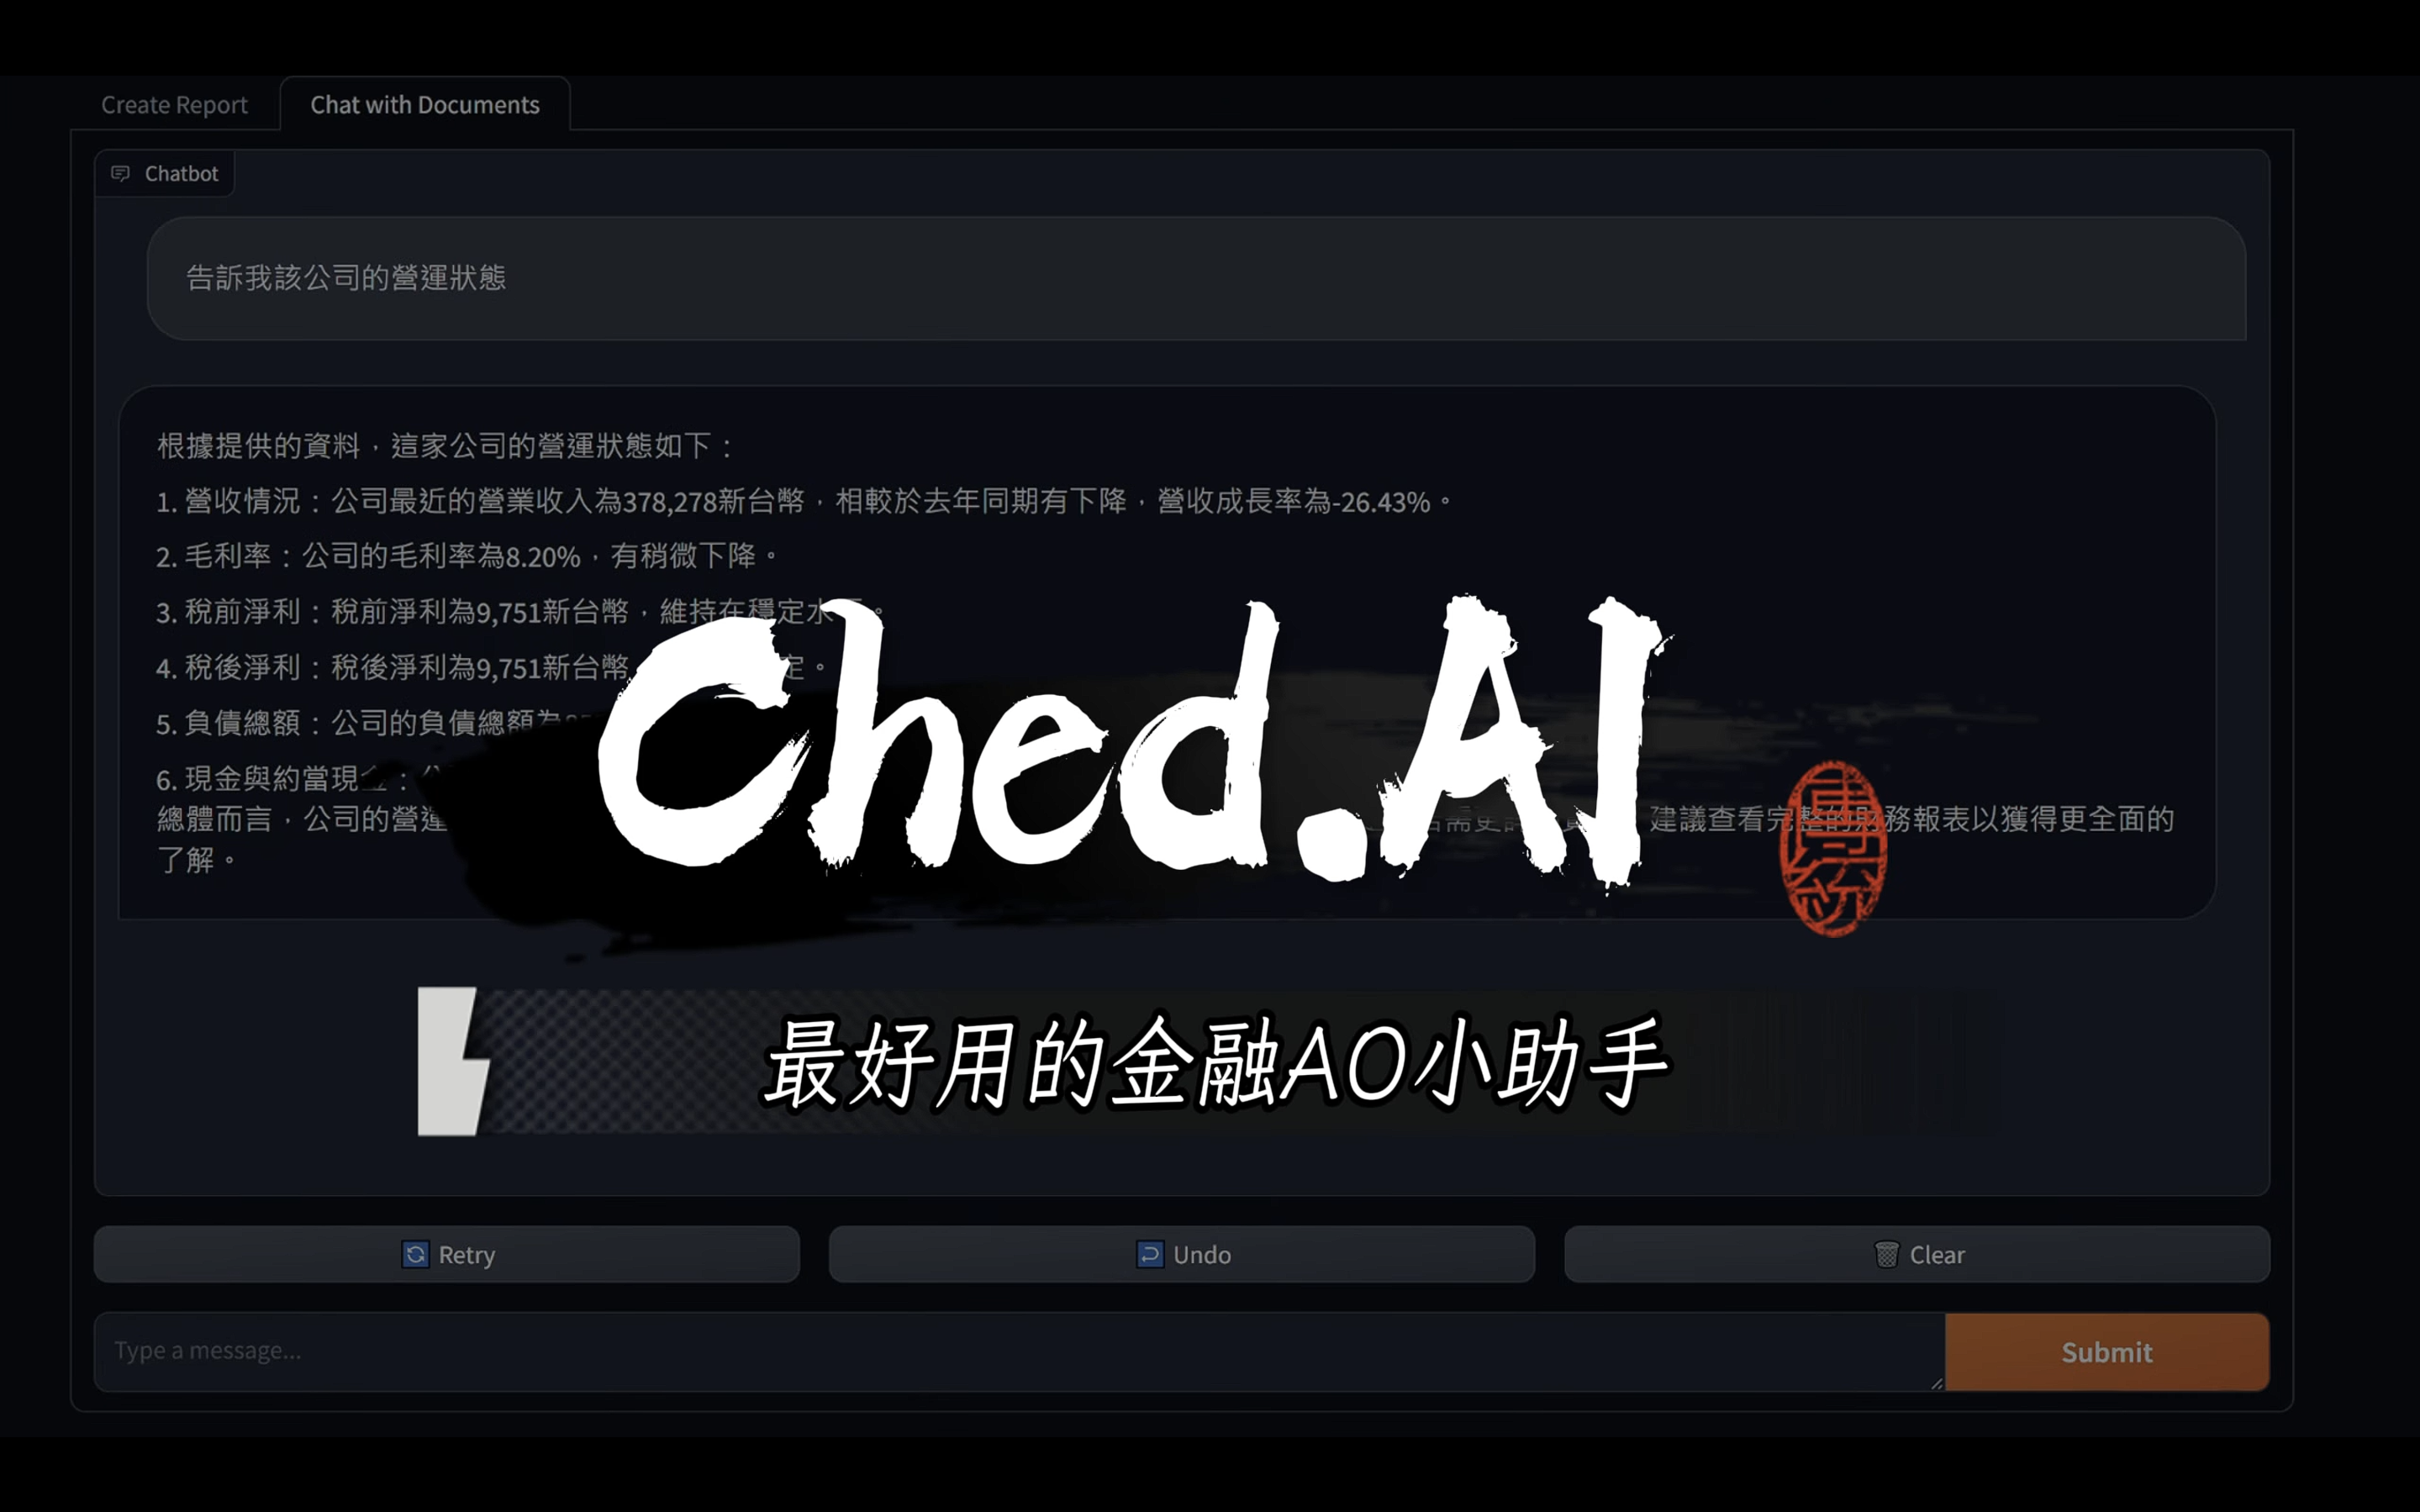 Create Report
Chat with Documents
Chatbot
告訴我該公司的營運狀態
根據提供的資料，這家公司的營運狀態如下：
1. 營收情況：公司最近的營業收入為378,278新台幣，相較於去年同期有下降，營收成長率為-26.43%。
2. 毛利率：公司的毛利率為8.20%，有稍微下降。
3. 稅前淨利：稅前淨利為9,751新台幣，維持在穩定水
4. 稅後淨利：稅後淨利為9,751新台幣 定。
5. 負債總額：公司的負債總額為
6. 現金與約當現金：
總體而言，公司的營運 需更 建議查看完整的財務報表以獲得更全面的
了解。
Ched.AI
傳統
最好用的金融AO小助手
Retry
Undo
Clear
Type a message...
Submit